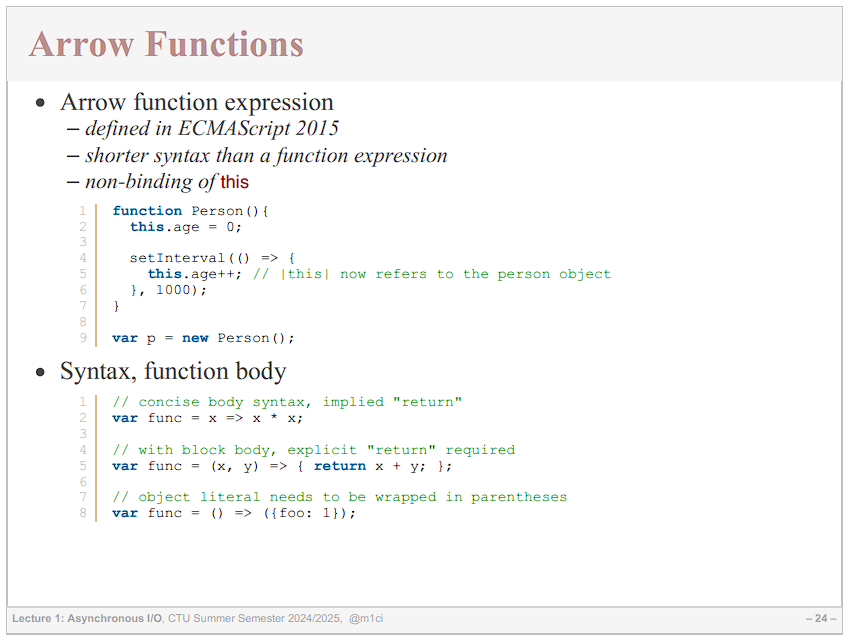 Arrow Functions
• Arrow function expression
– defined in ECMAScript 2015
– shorter syntax than a function expression
– non-binding of this
1 function Person(){
2   this.age = 0;
3
4   setInterval(() => {
5     this.age++; // |this| now refers to the person object
6   }, 1000);
7 }
8
9 var p = new Person();
• Syntax, function body
1 // concise body syntax, implied "return"
2 var func = x => x * x;
3
4 // with block body, explicit "return" required
5 var func = (x, y) => { return x + y; };
6
7 // object literal needs to be wrapped in parentheses
8 var func = () => ({foo: 1});
Lecture 1: Asynchronous I/O, CTU Summer Semester 2024/2025, @m1ci
– 24 –